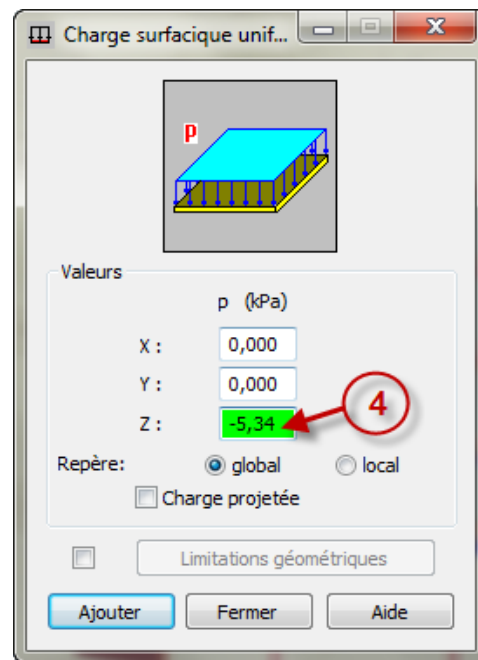 Charge surfacique unif...
p
Valeurs
p (kPa)
X : 0,000
Y : 0,000
Z : -5,34
4
Repère: global local
Charge projetée
Limitations géométriques
Ajouter Fermer Aide